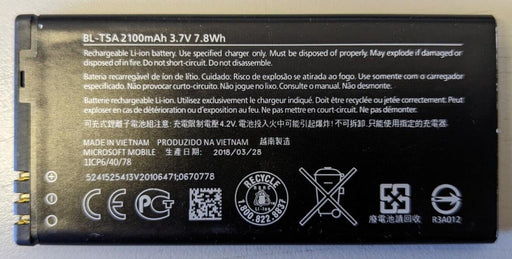 BL-T5A 2100mAh 3.7V 7.8Wh
Rechargeable Li-ion battery. Use specified charger only. Must be disposed of properly. May explode if damaged or
disposed of in fire. Do not short-circuit. Do not disassemble.
Bateria recarregável de íon de lítio. Cuidado: Risco de explosão se atirada ao fogo. Use somente com o carregador
especificado. Não provoque curto-circuito. Não jogue no lixo. Consulte o manual. Não desmonte.
Batterie rechargeable Li-ion. Utilisez exclusivement le chargeur indiqué. Doit être recyclée ou jetée correctement. Peut
exploser en cas de détérioration ou d'exposition au feu. Ne pas mettre en court-circuit. Ne pas démonter.
可充式鋰離子電池組注意: 充電限制電壓4.2V. 電池投入火中可能引起爆炸! 不可拆卸. 只能使用指定的充電器.
MADE IN VIETNAM PRODUZIDO NA VIETNAM 越南製造
MICROSOFT MOBILE 2018/03/28
1ICP6/40/78
5241525413V20106471;0670778
CE
PCT
RECYCLE
RBRC
Li-ion
1.800.822.8837
廢電池請回收
R3A012